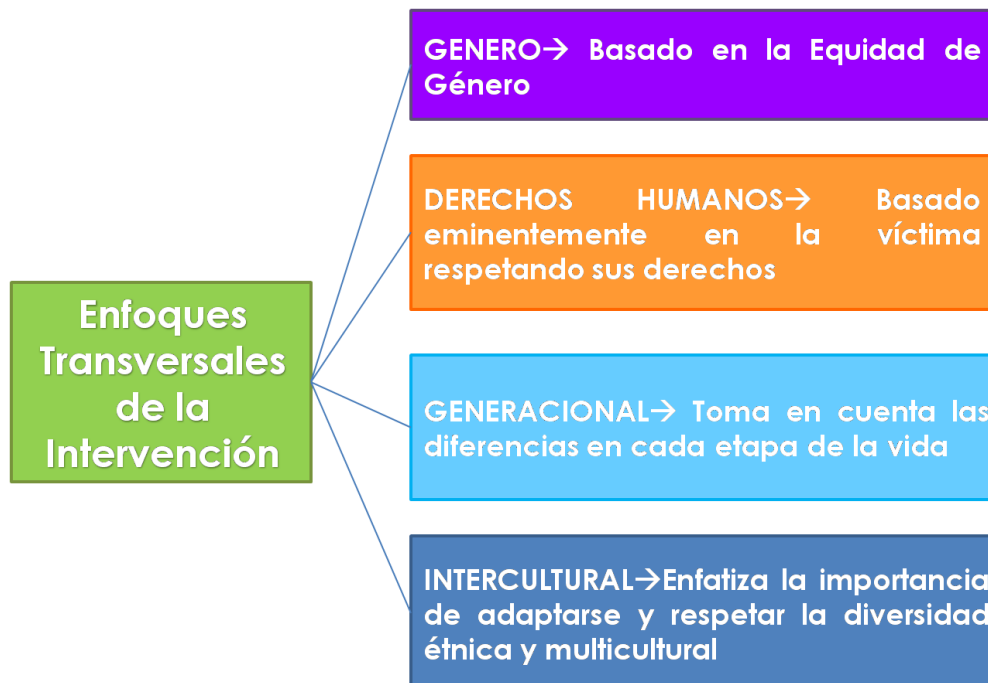 GENERO→ Basado en la Equidad de
Género
DERECHOS HUMANOS→ Basado
eminentemente en la víctima
respetando sus derechos
Enfoques
Transversales
de la
Intervención
GENERACIONAL→ Toma en cuenta las
diferencias en cada etapa de la vida
INTERCULTURAL→Enfatiza la importancia
de adaptarse y respetar la diversidad
étnica y multicultural